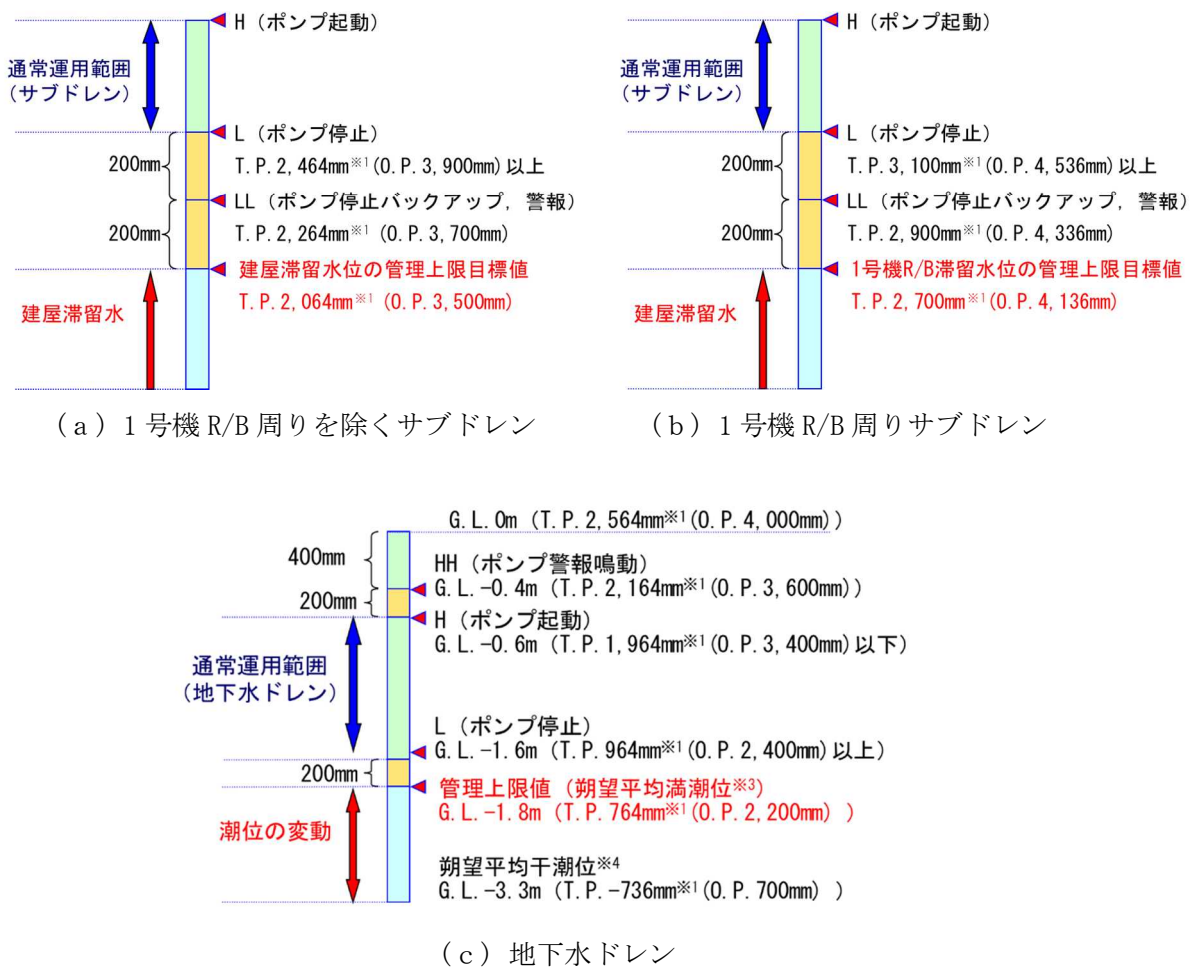 H（ポンプ起動）
通常運用範囲
（サブドレン）
L（ポンプ停止）
200mm
T.P.2,464mm※1(O.P.3,900mm)以上
LL（ポンプ停止バックアップ，警報）
200mm
T.P.2,264mm※1 (O.P.3,700mm)
建屋滞留水位の管理上限目標値
T.P.2,064mm※1 (O.P.3,500mm)
建屋滞留水
（a）1号機R/B周りを除くサブドレン
H（ポンプ起動）
通常運用範囲
（サブドレン）
L（ポンプ停止）
200mm
T.P.3,100mm※1(O.P.4,536mm)以上
LL（ポンプ停止バックアップ，警報）
200mm
T.P.2,900mm※1(O.P.4,336mm)
1号機R/B滞留水位の管理上限目標値
T.P.2,700mm※1(O.P.4,136mm)
建屋滞留水
（b）1号機R/B周りサブドレン
G.L.0m (T.P.2,564mm※1(O.P.4,000mm))
400mm
HH（ポンプ警報鳴動）
G.L.-0.4m (T.P.2,164mm※1(O.P.3,600mm))
200mm
H（ポンプ起動）
G.L.-0.6m (T.P.1,964mm※1(O.P.3,400mm)以下)
通常運用範囲
（地下水ドレン）
L（ポンプ停止）
G.L.-1.6m (T.P.964mm※1(O.P.2,400mm)以上)
200mm
管理上限値（朔望平均満潮位※3）
G.L.-1.8m (T.P.764mm※1(O.P.2,200mm) )
潮位の変動
朔望平均干潮位※4
G.L.-3.3m (T.P.-736mm※1(O.P.700mm) )
（c）地下水ドレン